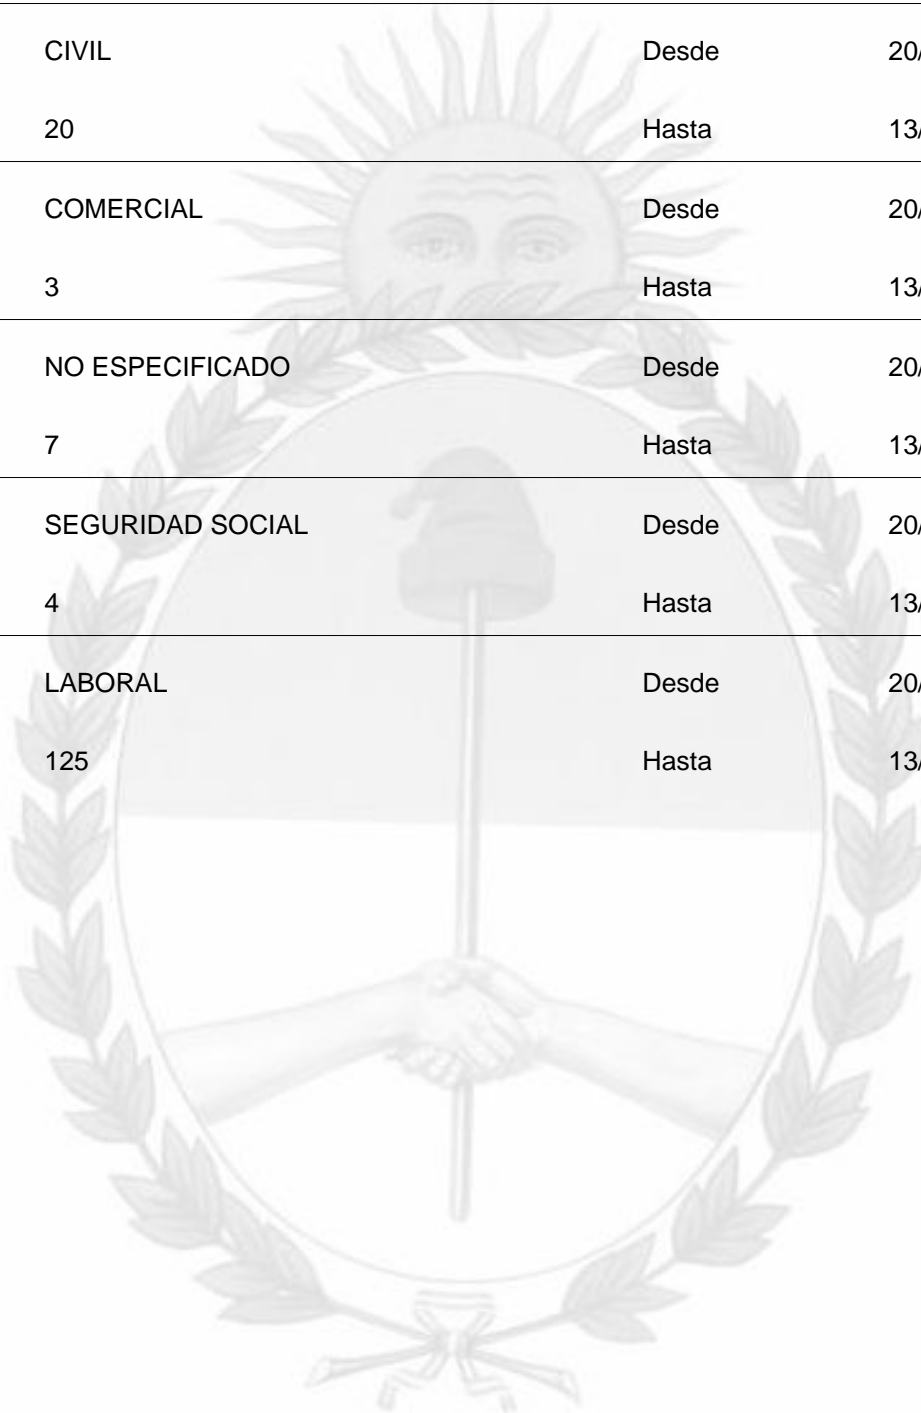 CIVIL Desde 20/
20 Hasta 13/
COMERCIAL Desde 20/
3 Hasta 13/
NO ESPECIFICADO Desde 20/
7 Hasta 13/
SEGURIDAD SOCIAL Desde 20/
4 Hasta 13/
LABORAL Desde 20/
125 Hasta 13/